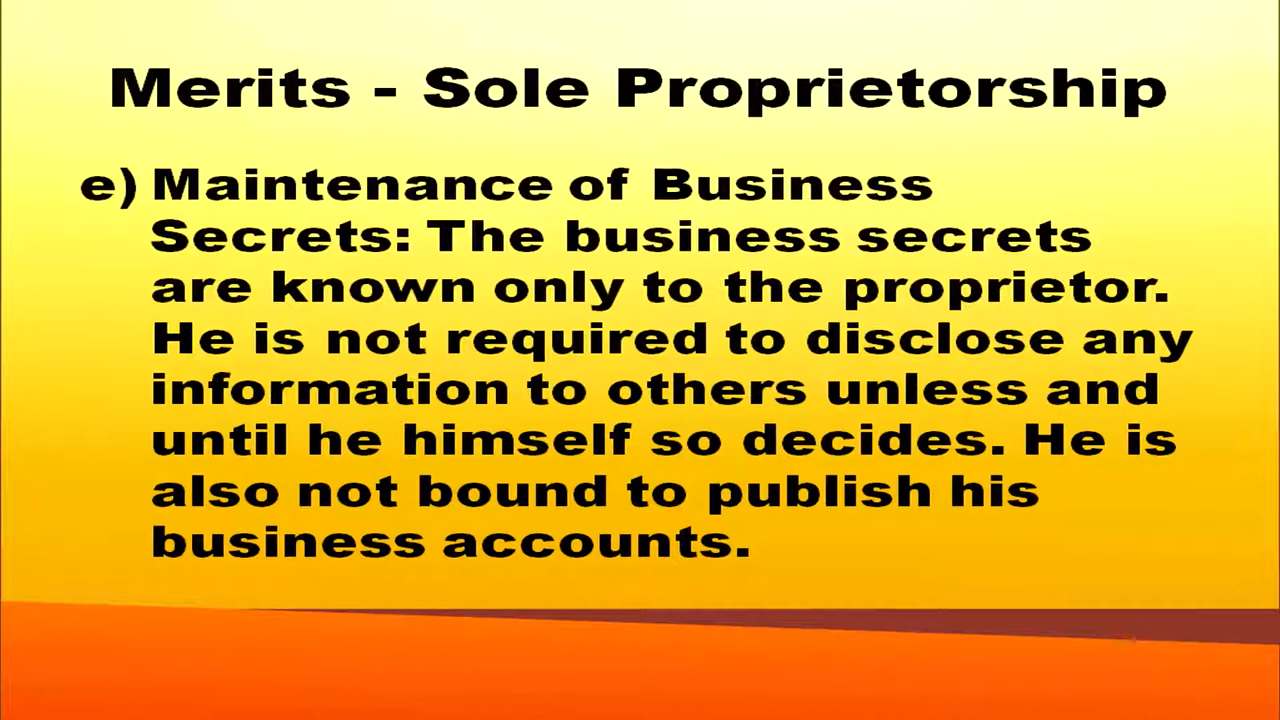 Merits - Sole Proprietorship
e) Maintenance of Business
Secrets: The business secrets
are known only to the proprietor.
He is not required to disclose any
information to others unless and
until he himself so decides. He is
also not bound to publish his
business accounts.